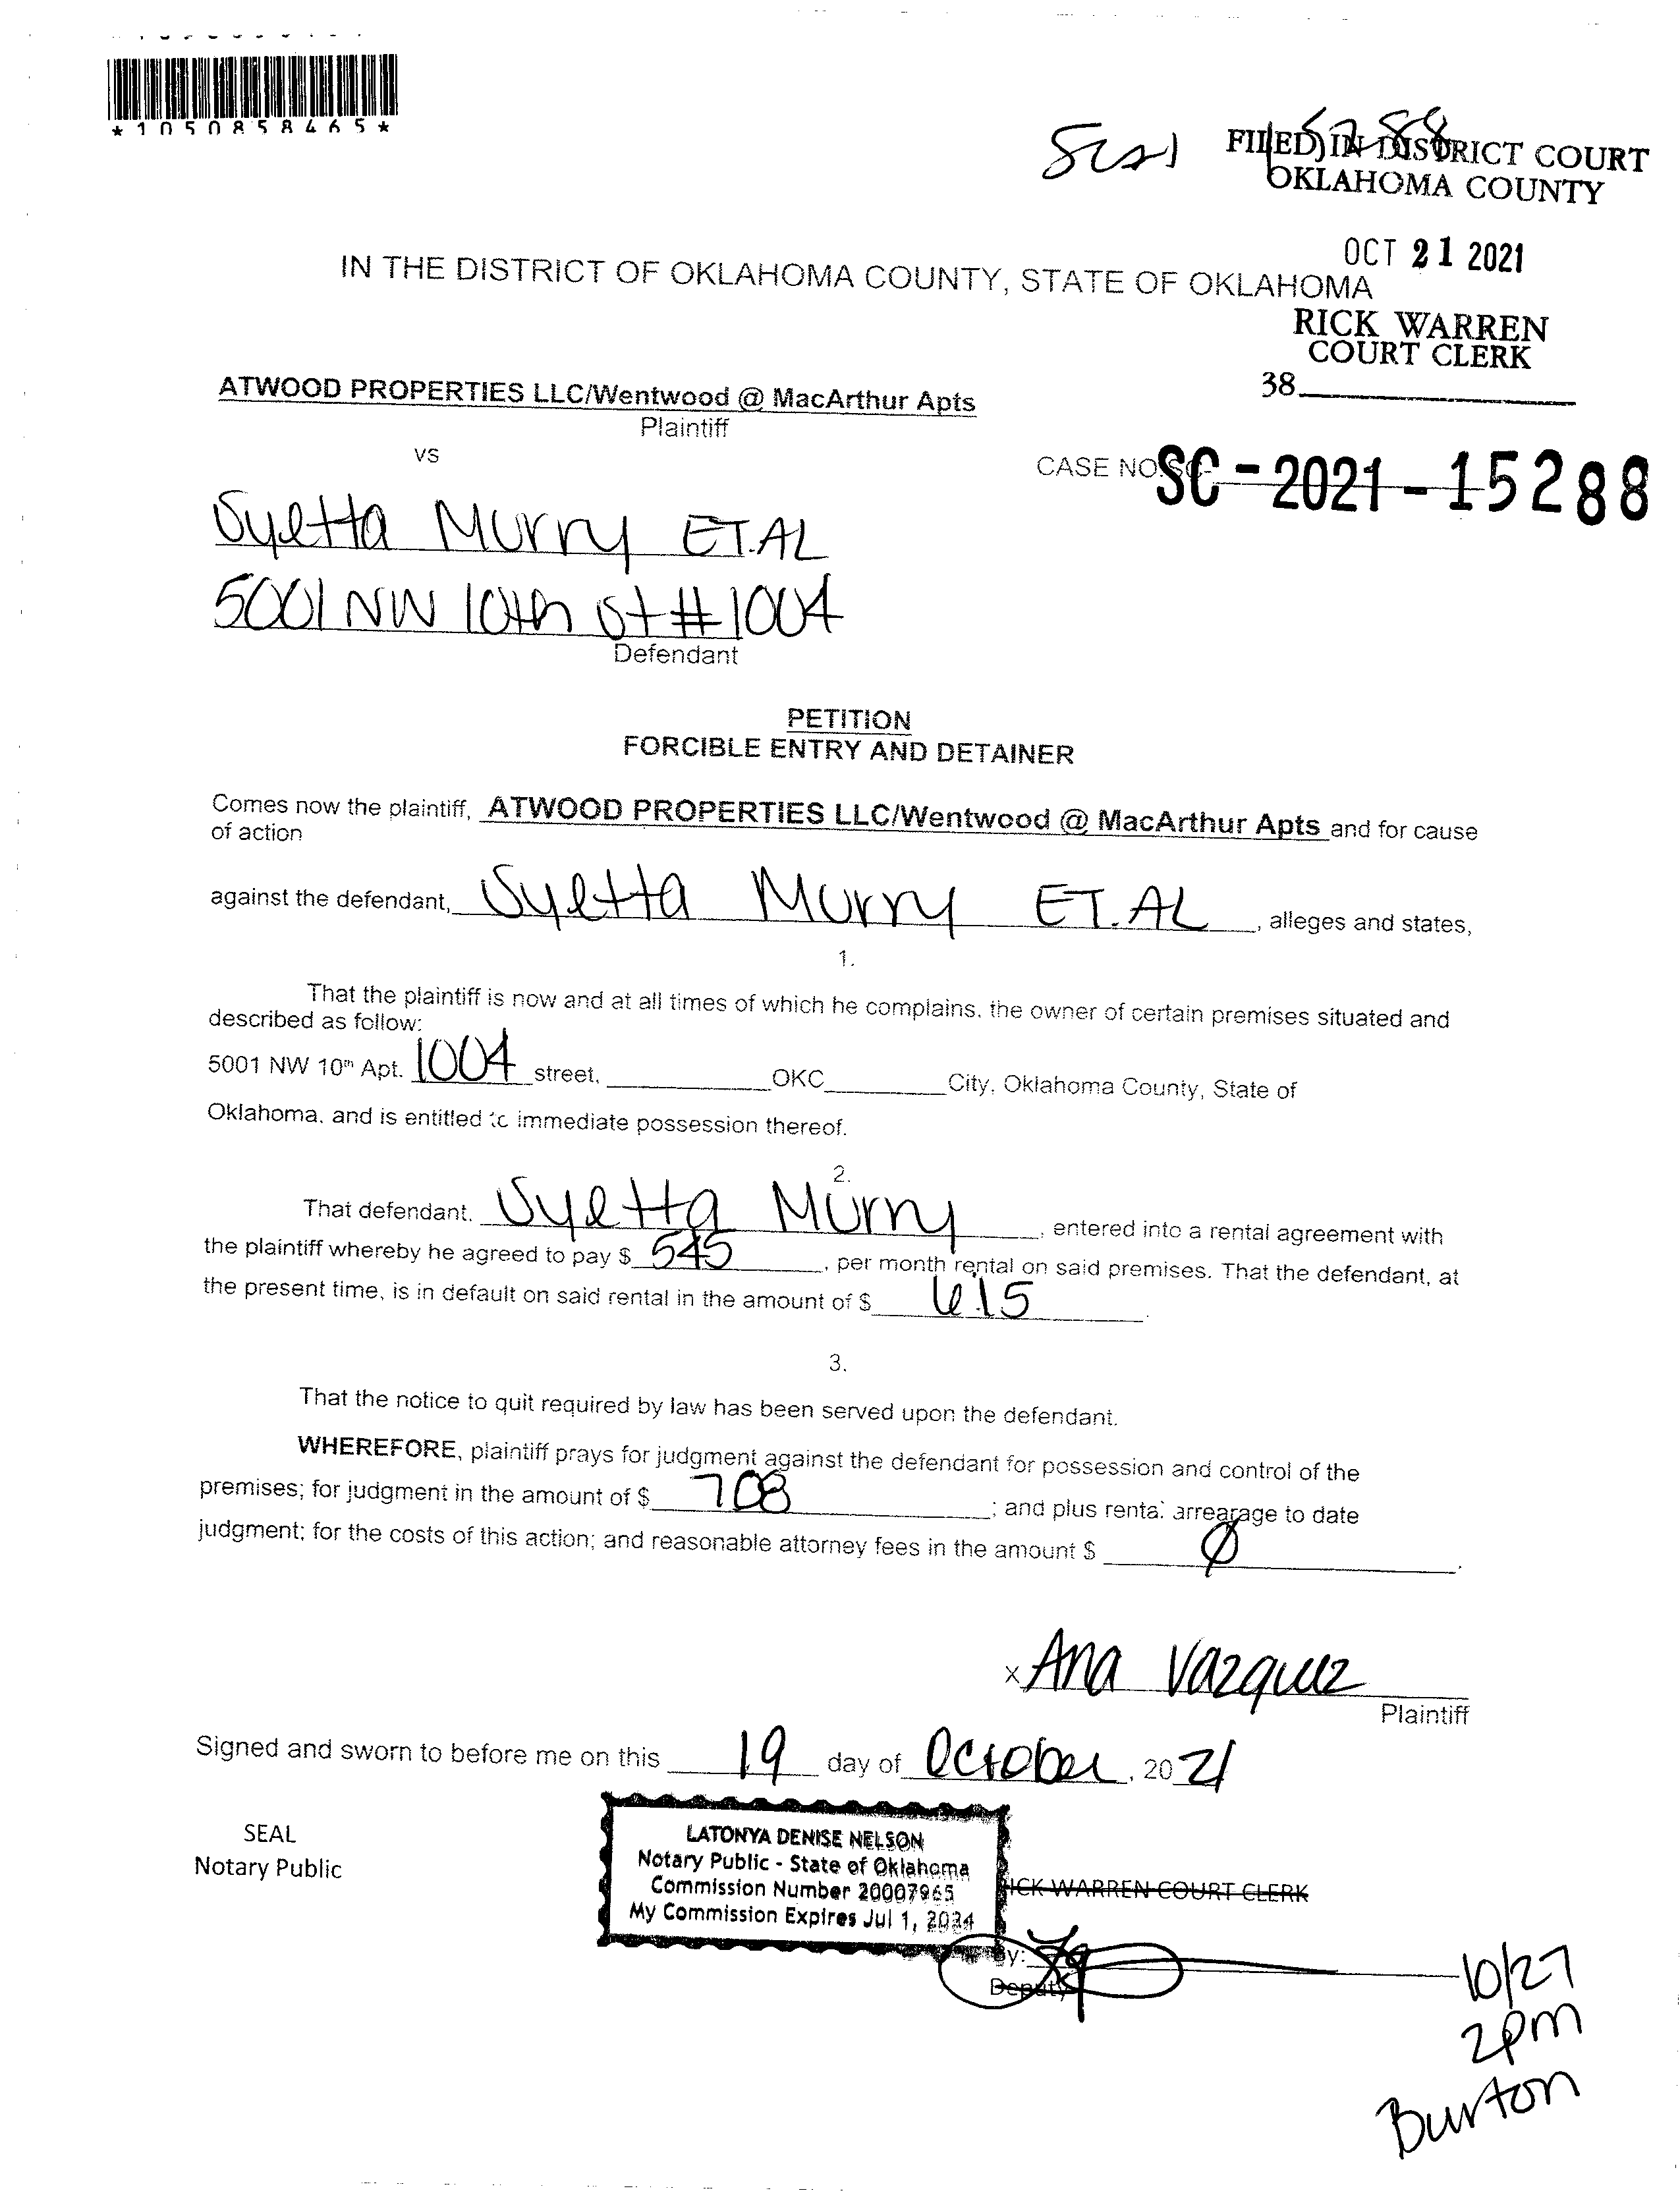 *1050858465*
SC21 15288
FILED IN DISTRICT COURT
OKLAHOMA COUNTY
OCT 21 2021
IN THE DISTRICT OF OKLAHOMA COUNTY, STATE OF OKLAHOMA
RICK WARREN
COURT CLERK
38
ATWOOD PROPERTIES LLC/Wentwood @ MacArthur Apts
Plaintiff
vs
CASE NO. SC-2021-15288
Syetta Murry ET.AL
5001 NW 10th St #1004
Defendant
PETITION
FORCIBLE ENTRY AND DETAINER
Comes now the plaintiff, ATWOOD PROPERTIES LLC/Wentwood @ MacArthur Apts and for cause
of action
against the defendant, Syetta Murry ET.AL, alleges and states,
1.
That the plaintiff is now and at all times of which he complains, the owner of certain premises situated and
described as follow:
5001 NW 10th Apt. 1004 street, OKC City, Oklahoma County, State of
Oklahoma, and is entitled to immediate possession thereof.
2.
That defendant, Syetta Murry, entered into a rental agreement with
the plaintiff whereby he agreed to pay $ 545, per month rental on said premises. That the defendant, at
the present time, is in default on said rental in the amount of $ 615.
3.
That the notice to quit required by law has been served upon the defendant.
WHEREFORE, plaintiff prays for judgment against the defendant for possession and control of the
premises; for judgment in the amount of $ 708; and plus rental arrearage to date
judgment; for the costs of this action; and reasonable attorney fees in the amount $ Ø.
x Ana Vazquez
Plaintiff
Signed and sworn to before me on this 19 day of October, 2021
SEAL
Notary Public
LATONYA DENISE NELSON
Notary Public - State of Oklahoma
Commission Number 20007965
My Commission Expires Jul 1, 2024
ICK WARREN COURT CLERK
By:
Deputy
10/27
2pm
Burton